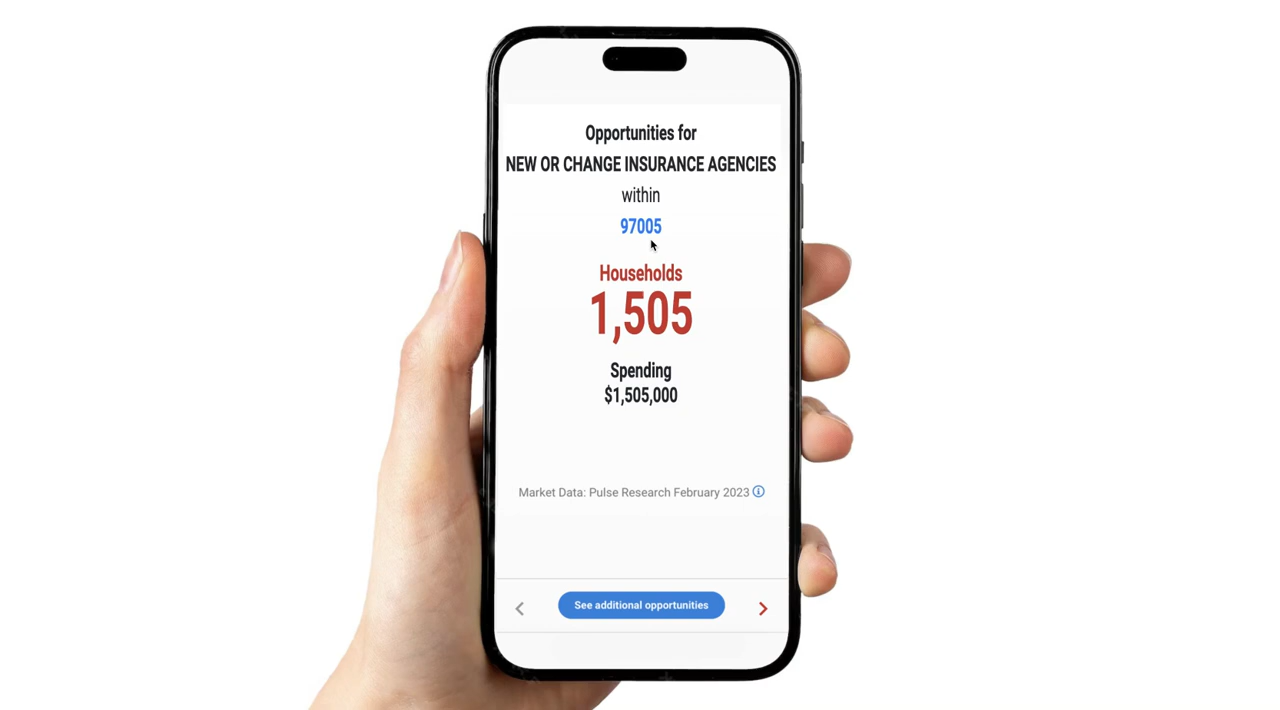 Opportunities for
NEW OR CHANGE INSURANCE AGENCIES
within
97005
Households
1,505
Spending
$1,505,000
Market Data: Pulse Research February 2023
See additional opportunities